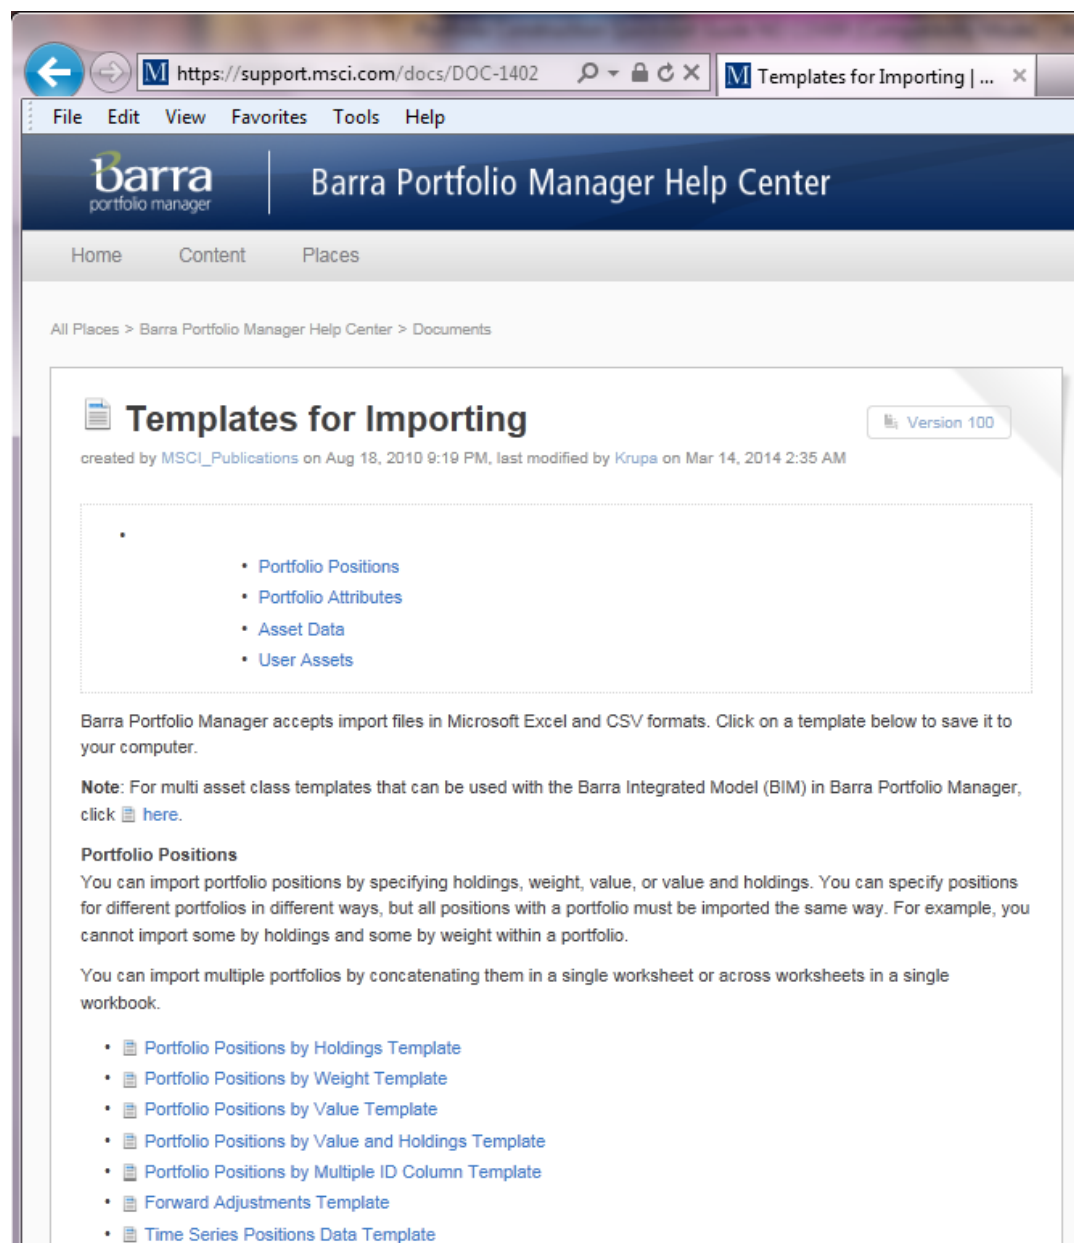 M https://support.msci.com/docs/DOC-1402
M Templates for Importing | ...
File Edit View Favorites Tools Help
Barra
portfolio manager
Barra Portfolio Manager Help Center
Home Content Places
All Places > Barra Portfolio Manager Help Center > Documents
Templates for Importing
Version 100
created by MSCI_Publications on Aug 18, 2010 9:19 PM, last modified by Krupa on Mar 14, 2014 2:35 AM
•
• Portfolio Positions
• Portfolio Attributes
• Asset Data
• User Assets
Barra Portfolio Manager accepts import files in Microsoft Excel and CSV formats. Click on a template below to save it to
your computer.
Note: For multi asset class templates that can be used with the Barra Integrated Model (BIM) in Barra Portfolio Manager,
click here.
Portfolio Positions
You can import portfolio positions by specifying holdings, weight, value, or value and holdings. You can specify positions
for different portfolios in different ways, but all positions with a portfolio must be imported the same way. For example, you
cannot import some by holdings and some by weight within a portfolio.
You can import multiple portfolios by concatenating them in a single worksheet or across worksheets in a single
workbook.
• Portfolio Positions by Holdings Template
• Portfolio Positions by Weight Template
• Portfolio Positions by Value Template
• Portfolio Positions by Value and Holdings Template
• Portfolio Positions by Multiple ID Column Template
• Forward Adjustments Template
• Time Series Positions Data Template